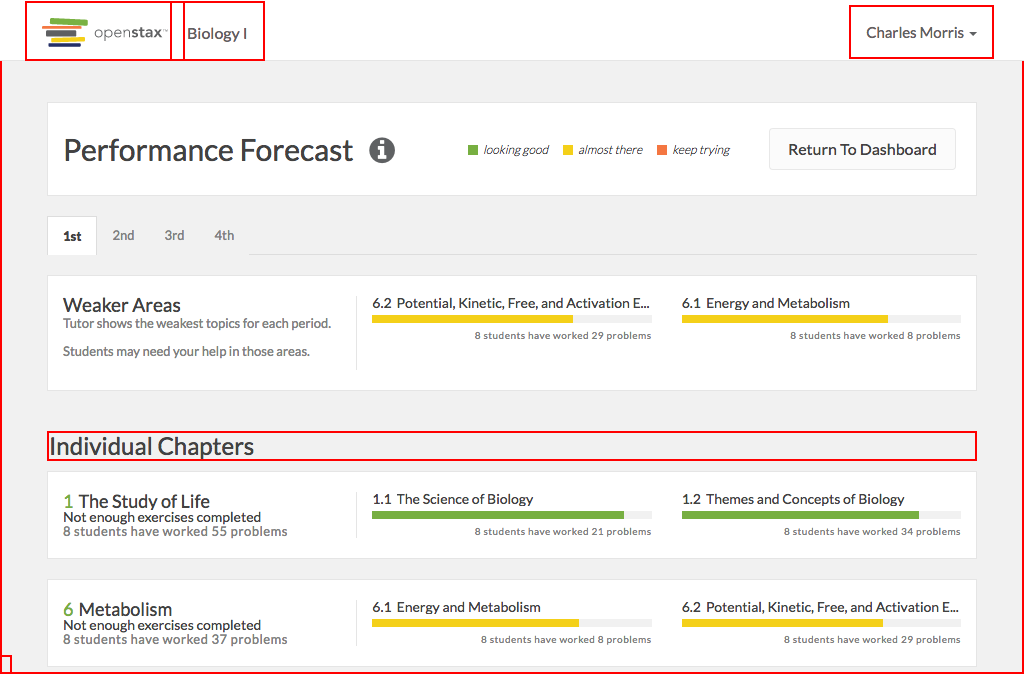 openstax™ Biology I Charles Morris
Performance Forecast looking good almost there keep trying Return To Dashboard
1st 2nd 3rd 4th
Weaker Areas
Tutor shows the weakest topics for each period.
Students may need your help in those areas.
6.2 Potential, Kinetic, Free, and Activation E...
8 students have worked 29 problems
6.1 Energy and Metabolism
8 students have worked 8 problems
Individual Chapters
1 The Study of Life
Not enough exercises completed
8 students have worked 55 problems
1.1 The Science of Biology
8 students have worked 21 problems
1.2 Themes and Concepts of Biology
8 students have worked 34 problems
6 Metabolism
Not enough exercises completed
8 students have worked 37 problems
6.1 Energy and Metabolism
8 students have worked 8 problems
6.2 Potential, Kinetic, Free, and Activation E...
8 students have worked 29 problems